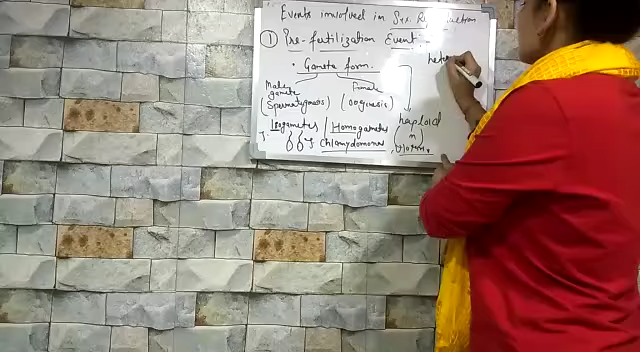 Events involved in Sex Reproduction
① Pre-fertilization Event
• Gamete form.
hete
Male gamete
Female
(Spermatogenesis)
(oogenesis)
Isogametes / Homogametes
haploid
(n)
Chlamydomonas